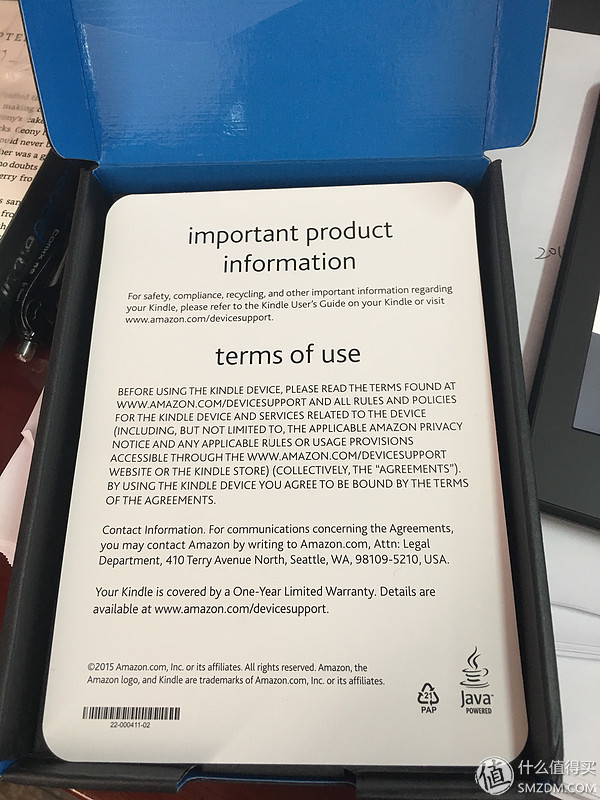 important product
information
For safety, compliance, recycling, and other important information regarding
your Kindle, please refer to the Kindle User's Guide on your Kindle or visit
www.amazon.com/devicesupport.
terms of use
BEFORE USING THE KINDLE DEVICE, PLEASE READ THE TERMS FOUND AT
WWW.AMAZON.COM/DEVICESUPPORT AND ALL RULES AND POLICIES
FOR THE KINDLE DEVICE AND SERVICES RELATED TO THE DEVICE
(INCLUDING, BUT NOT LIMITED TO, THE APPLICABLE AMAZON PRIVACY
NOTICE AND ANY APPLICABLE RULES OR USAGE PROVISIONS
ACCESSIBLE THROUGH THE WWW.AMAZON.COM/DEVICESUPPORT
WEBSITE OR THE KINDLE STORE) (COLLECTIVELY, THE “AGREEMENTS”).
BY USING THE KINDLE DEVICE YOU AGREE TO BE BOUND BY THE TERMS
OF THE AGREEMENTS.
Contact Information. For communications concerning the Agreements,
you may contact Amazon by writing to Amazon.com, Attn: Legal
Department, 410 Terry Avenue North, Seattle, WA, 98109-5210, USA.
Your Kindle is covered by a One-Year Limited Warranty. Details are
available at www.amazon.com/devicesupport.
©2015 Amazon.com, Inc. or its affiliates. All rights reserved. Amazon, the
Amazon logo, and Kindle are trademarks of Amazon.com, Inc. or its affiliates.
22-000411-02
21
PAP
Java
POWERED
值 什么值得买
SMZDM.COM